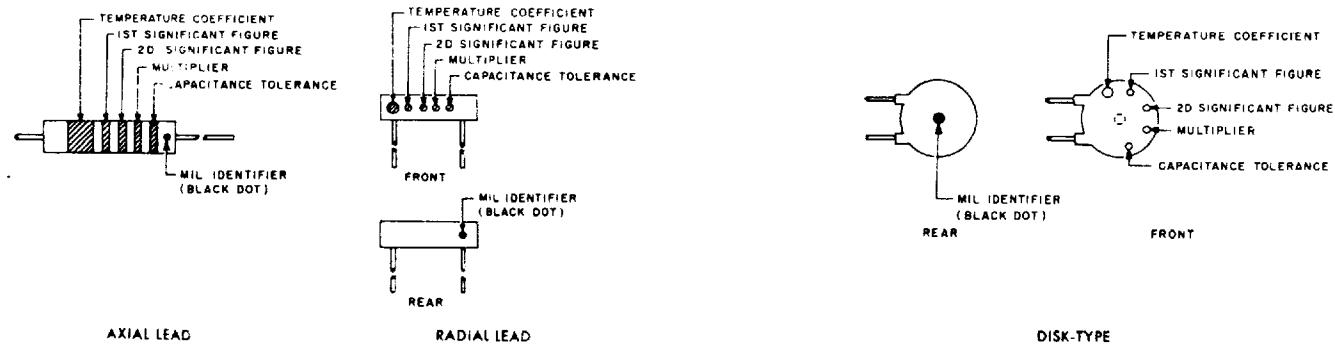 TEMPERATURE COEFFICIENT
1ST SIGNIFICANT FIGURE
2D SIGNIFICANT FIGURE
MULTIPLIER
CAPACITANCE TOLERANCE
MIL IDENTIFIER
(BLACK DOT)
AXIAL LEAD
TEMPERATURE COEFFICIENT
1ST SIGNIFICANT FIGURE
2D SIGNIFICANT FIGURE
MULTIPLIER
CAPACITANCE TOLERANCE
FRONT
MIL IDENTIFIER
(BLACK DOT)
REAR
RADIAL LEAD
MIL IDENTIFIER
(BLACK DOT)
REAR
TEMPERATURE COEFFICIENT
1ST SIGNIFICANT FIGURE
2D SIGNIFICANT FIGURE
MULTIPLIER
CAPACITANCE TOLERANCE
FRONT
DISK-TYPE